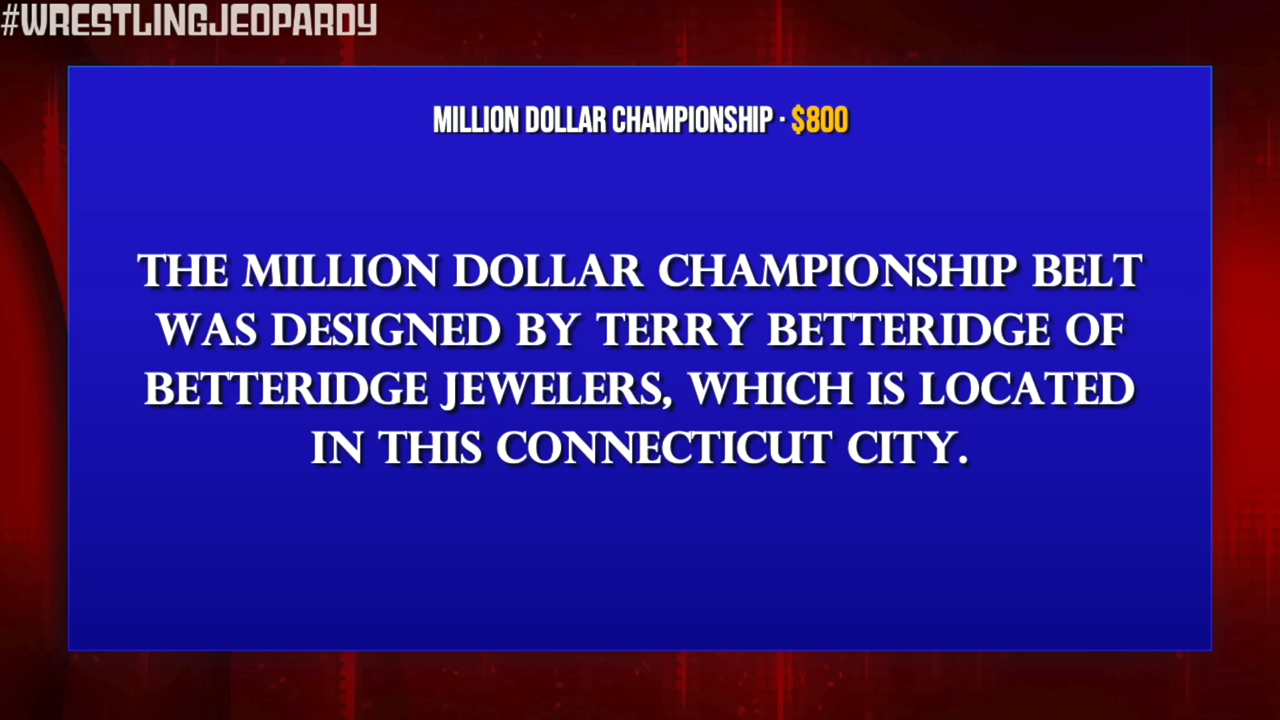 #WRESTLINGJEOPARDY
MILLION DOLLAR CHAMPIONSHIP · $800
THE MILLION DOLLAR CHAMPIONSHIP BELT
WAS DESIGNED BY TERRY BETTERIDGE OF
BETTERIDGE JEWELERS, WHICH IS LOCATED
IN THIS CONNECTICUT CITY.